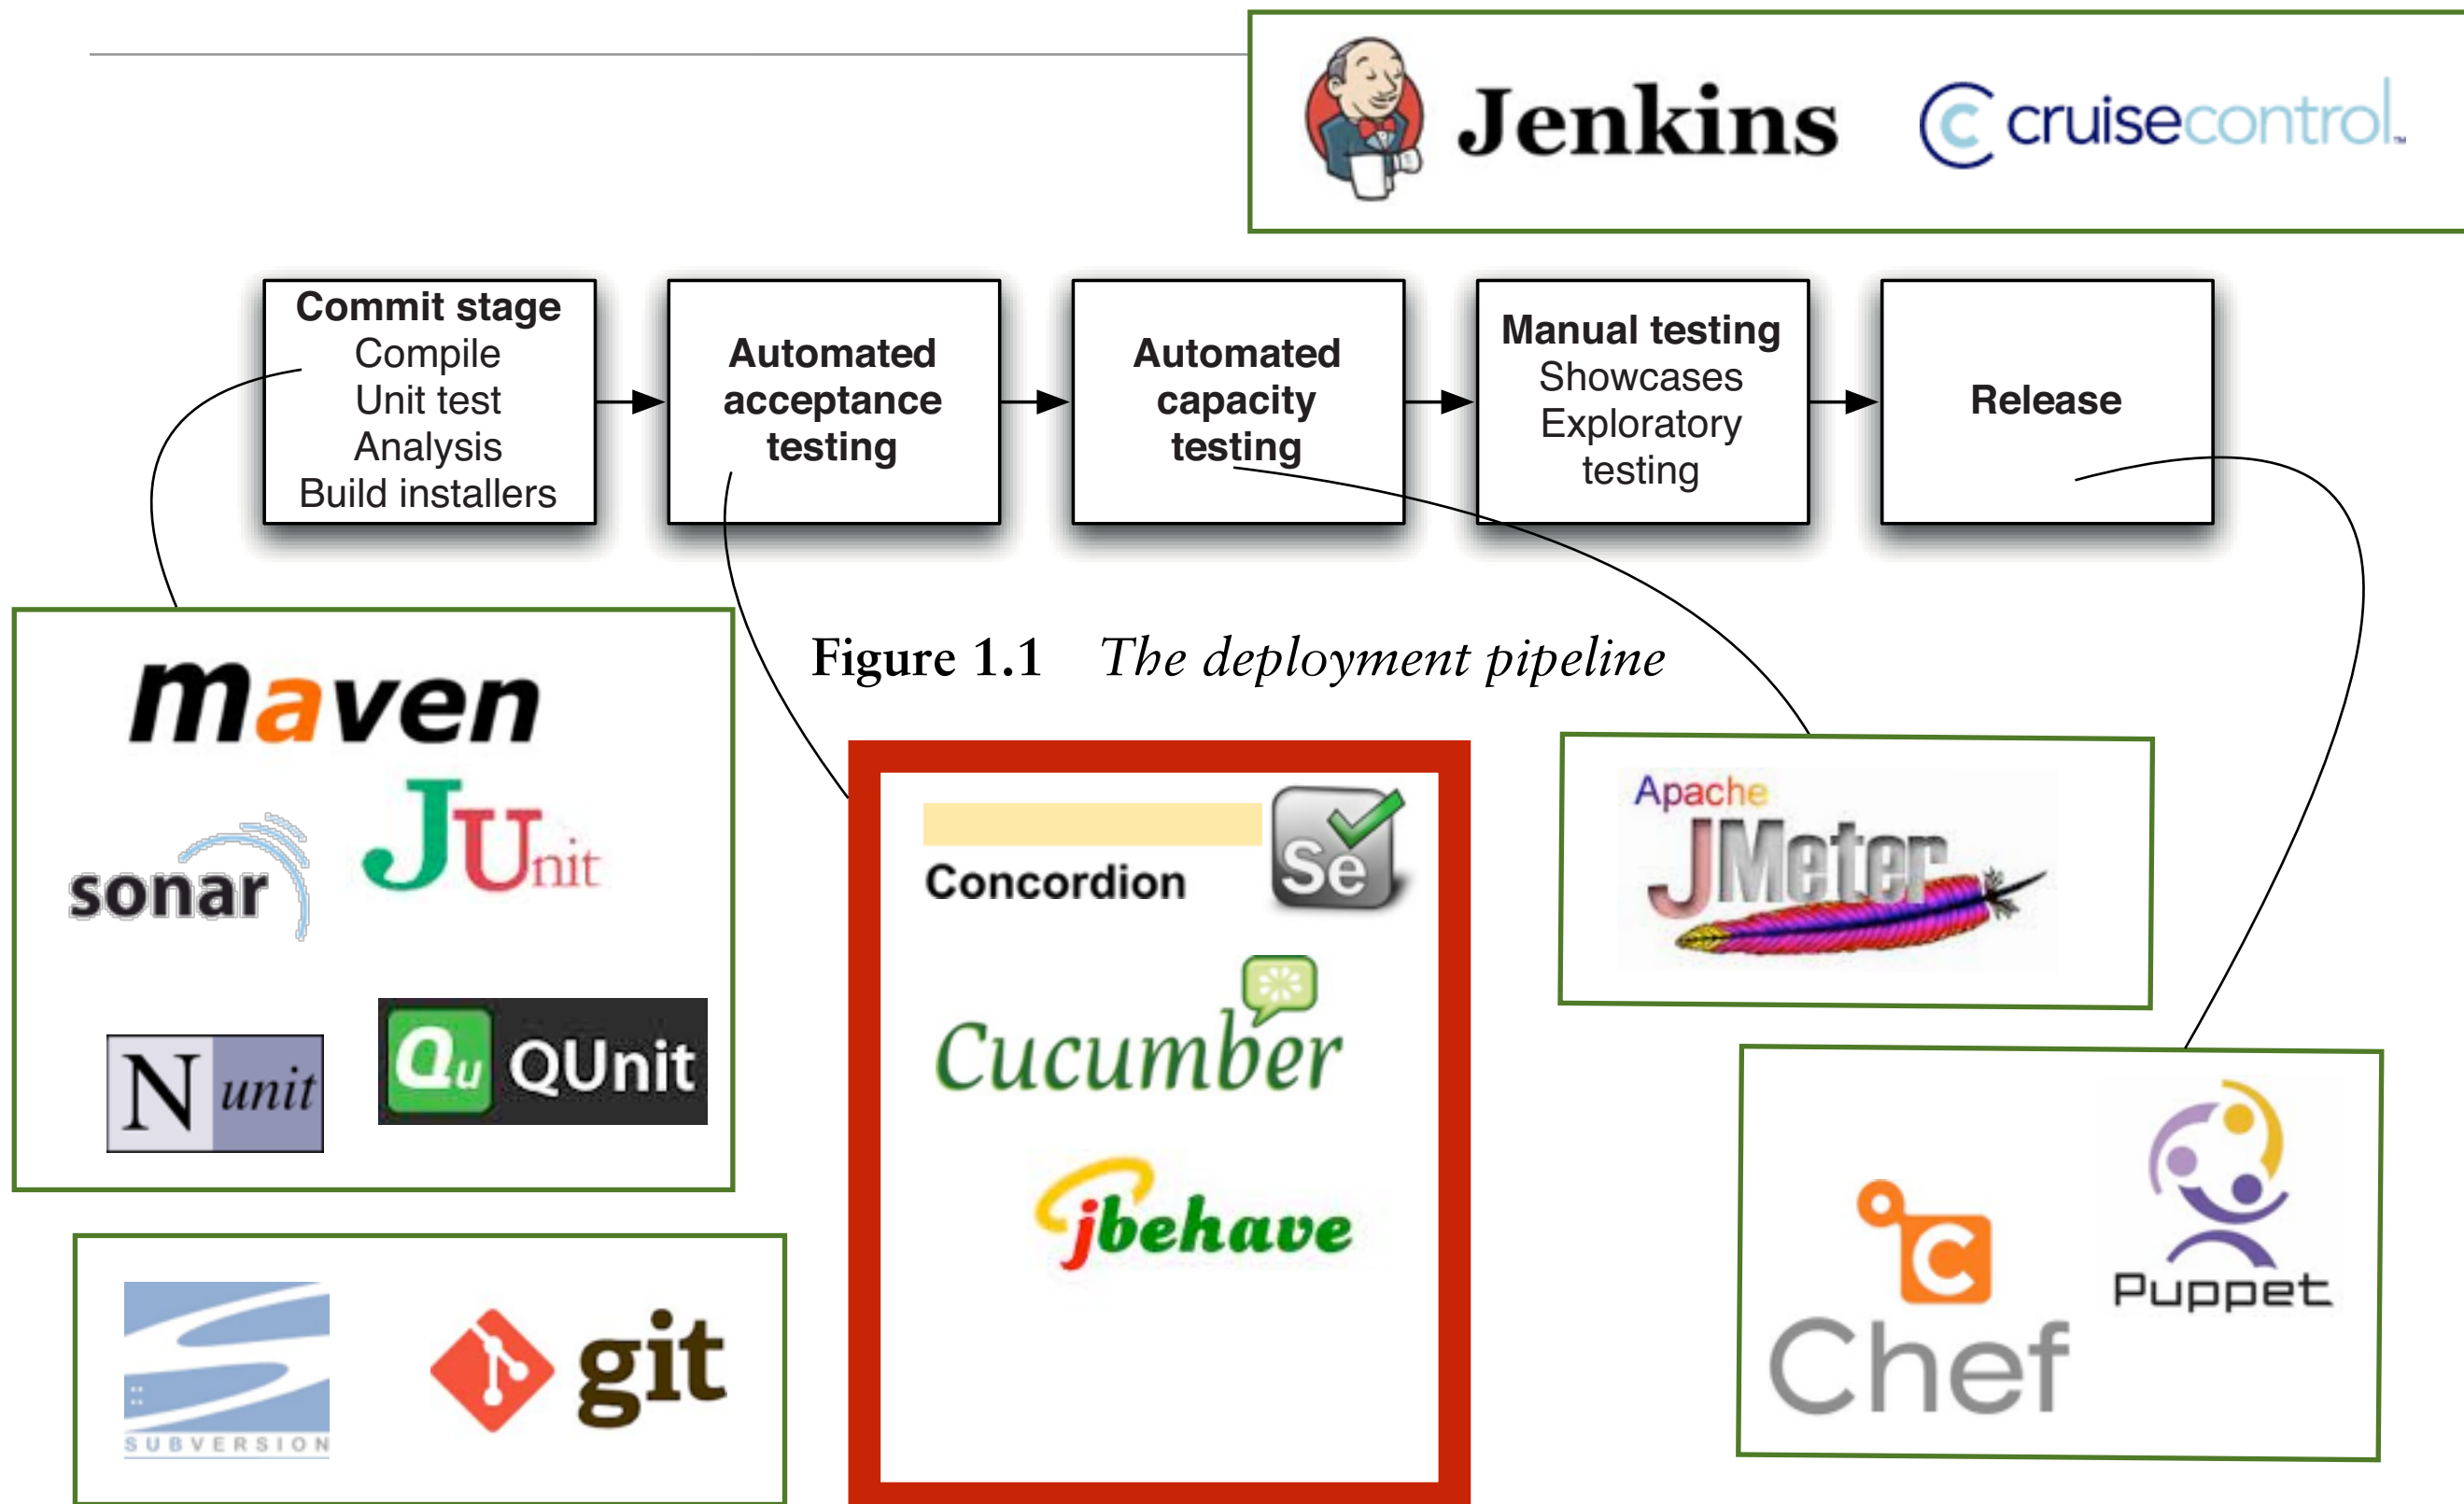 Jenkins
cruisecontrol™
Commit stage
Compile
Unit test
Analysis
Build installers
Automated
acceptance
testing
Automated
capacity
testing
Manual testing
Showcases
Exploratory
testing
Release
Figure 1.1 The deployment pipeline
maven
JUnit
sonar
N unit
Qu QUnit
SUBVERSION
git
Concordion
Se
Cucumber
jbehave
Apache
JMeter
C
Chef
Puppet